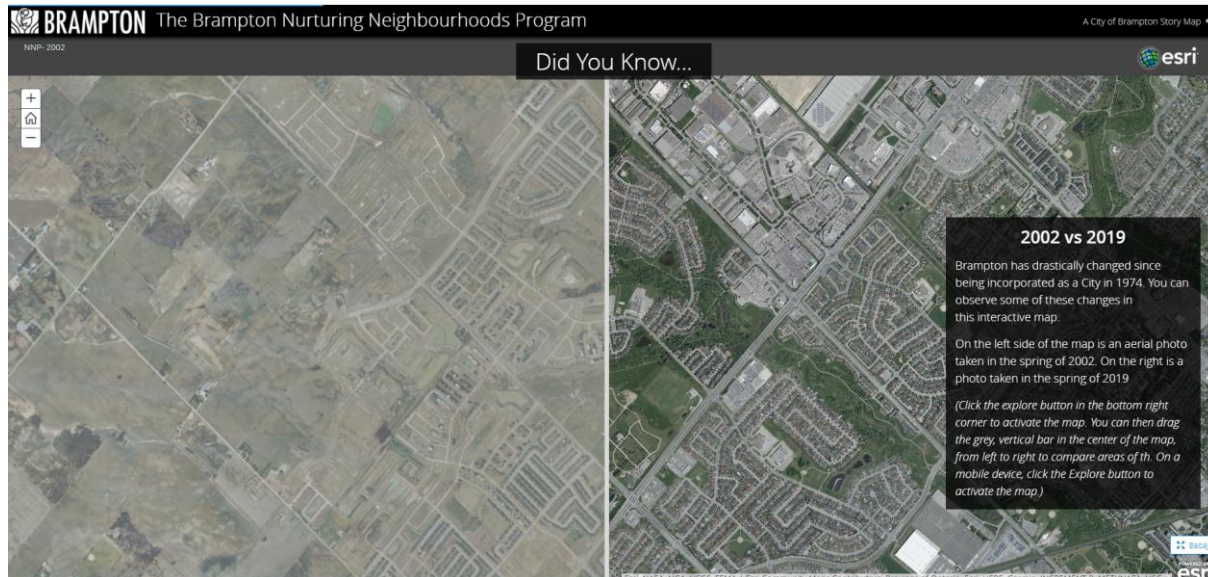 BRAMPTON The Brampton Nurturing Neighbourhoods Program
A City of Brampton Story Map
NNP- 2002
Did You Know...
esri
+
−
2002 vs 2019
Brampton has drastically changed since
being incorporated as a City in 1974. You can
observe some of these changes in
this interactive map.
On the left side of the map is an aerial photo
taken in the spring of 2002. On the right is a
photo taken in the spring of 2019
(Click the explore button in the bottom right
corner to activate the map. You can then drag
the grey, vertical bar in the center of the map,
from left to right to compare areas of th. On a
mobile device, click the Explore button to
activate the map.)
POWERED BY
esri